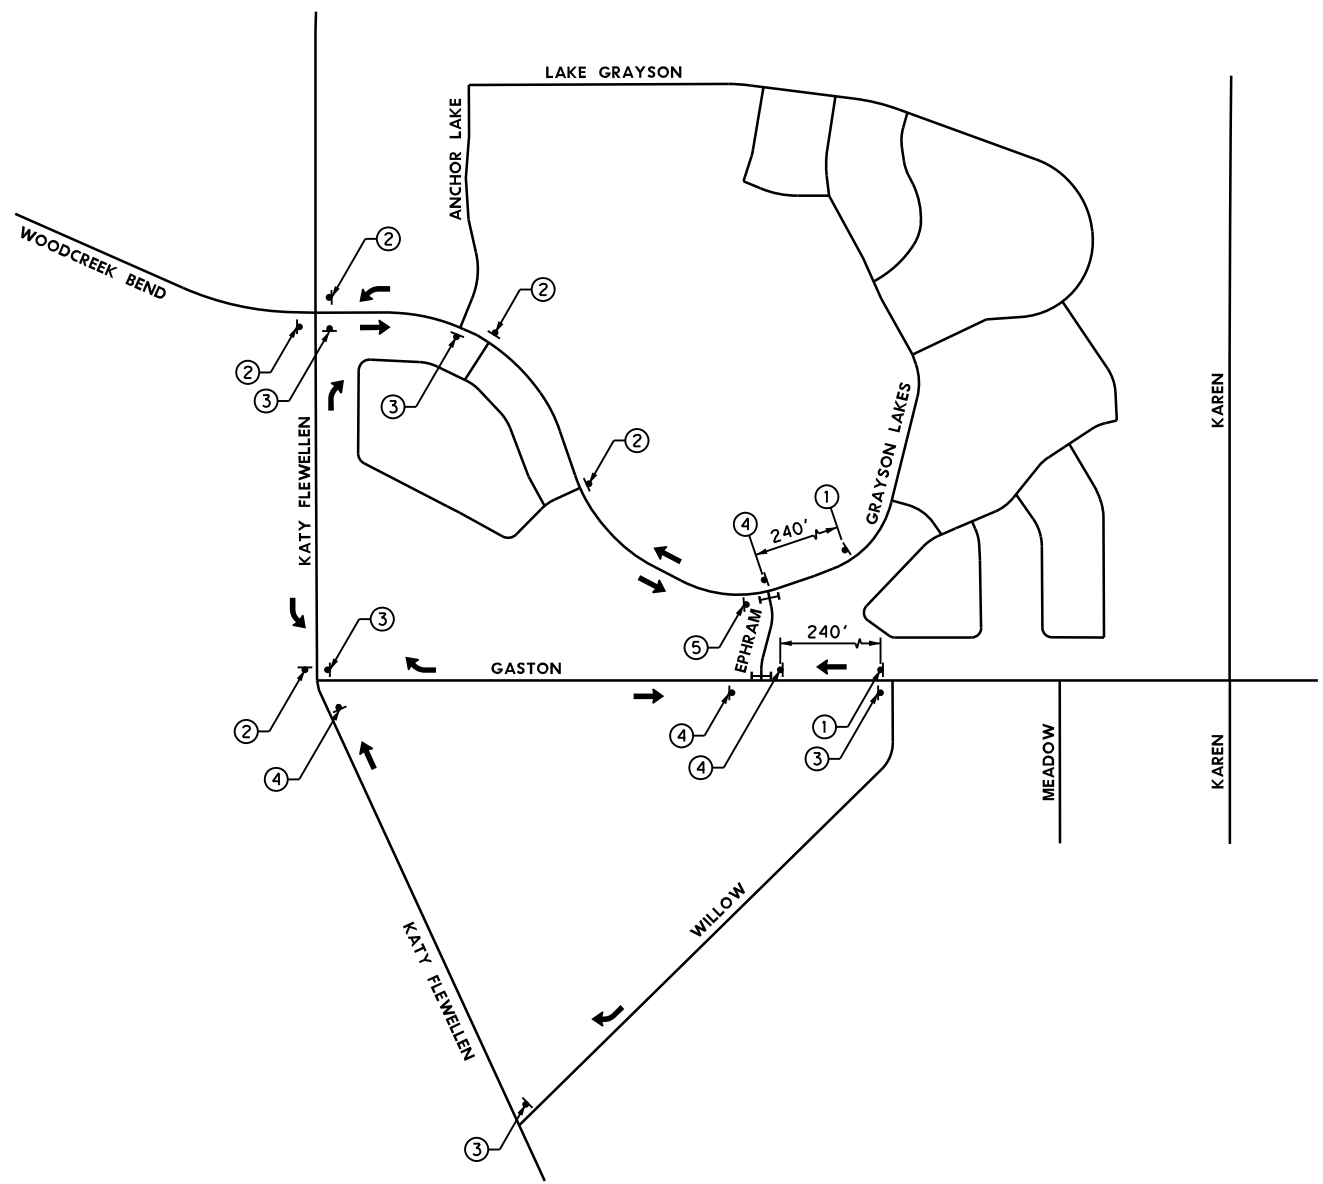 LAKE GRAYSON
ANCHOR LAKE
WOODCREEK BEND
2
2
2
3
3
KATY FLEWELLEN
KAREN
GRAYSON LAKES
2
1
4
240'
3
5
EPHRAM
240'
GASTON
2
4
4
4
1
3
MEADOW
KAREN
WILLOW
KATY FLEWELLEN
3